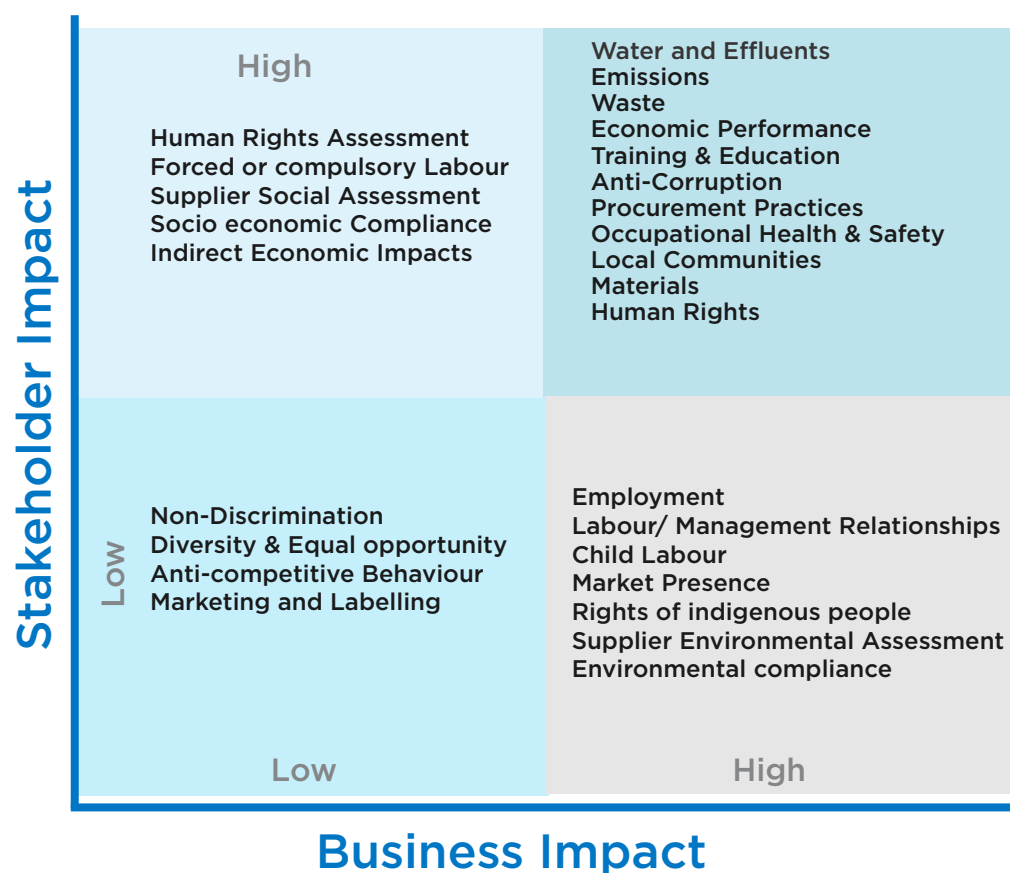 Stakeholder Impact
High
Human Rights Assessment
Forced or compulsory Labour
Supplier Social Assessment
Socio economic Compliance
Indirect Economic Impacts
Water and Effluents
Emissions
Waste
Economic Performance
Training & Education
Anti-Corruption
Procurement Practices
Occupational Health & Safety
Local Communities
Materials
Human Rights
Low
Non-Discrimination
Diversity & Equal opportunity
Anti-competitive Behaviour
Marketing and Labelling
Employment
Labour/ Management Relationships
Child Labour
Market Presence
Rights of indigenous people
Supplier Environmental Assessment
Environmental compliance
Low
High
Business Impact